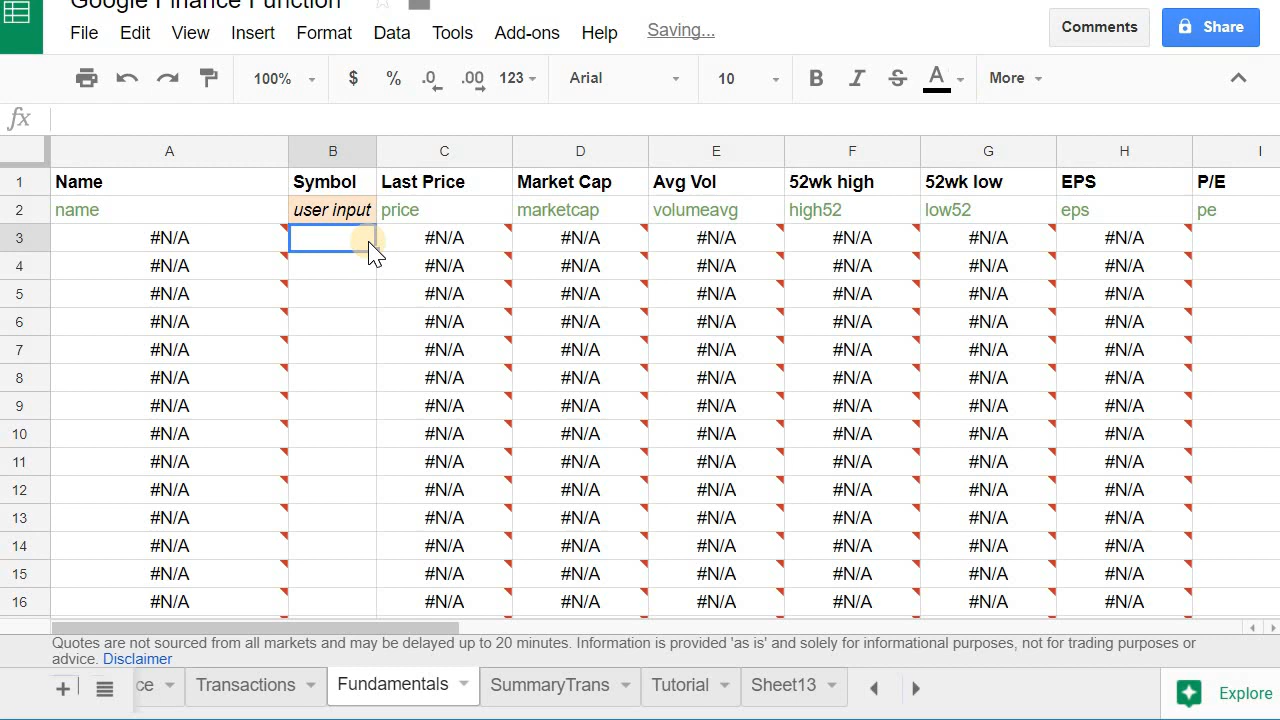 Google Finance Function
File Edit View Insert Format Data Tools Add-ons Help Saving... Comments Share
100% $ % .0 .00 123 Arial 10 B I S A More
fx
A B C D E F G H I
1 Name Symbol Last Price Market Cap Avg Vol 52wk high 52wk low EPS P/E
2 name user input price marketcap volumeavg high52 low52 eps pe
3 #N/A #N/A #N/A #N/A #N/A #N/A #N/A
4 #N/A #N/A #N/A #N/A #N/A #N/A #N/A
5 #N/A #N/A #N/A #N/A #N/A #N/A #N/A
6 #N/A #N/A #N/A #N/A #N/A #N/A #N/A
7 #N/A #N/A #N/A #N/A #N/A #N/A #N/A
8 #N/A #N/A #N/A #N/A #N/A #N/A #N/A
9 #N/A #N/A #N/A #N/A #N/A #N/A #N/A
10 #N/A #N/A #N/A #N/A #N/A #N/A #N/A
11 #N/A #N/A #N/A #N/A #N/A #N/A #N/A
12 #N/A #N/A #N/A #N/A #N/A #N/A #N/A
13 #N/A #N/A #N/A #N/A #N/A #N/A #N/A
14 #N/A #N/A #N/A #N/A #N/A #N/A #N/A
15 #N/A #N/A #N/A #N/A #N/A #N/A #N/A
16 #N/A #N/A #N/A #N/A #N/A #N/A #N/A
Quotes are not sourced from all markets and may be delayed up to 20 minutes. Information is provided 'as is' and solely for informational purposes, not for trading purposes or
advice. Disclaimer
ce Transactions Fundamentals SummaryTrans Tutorial Sheet13 Explore